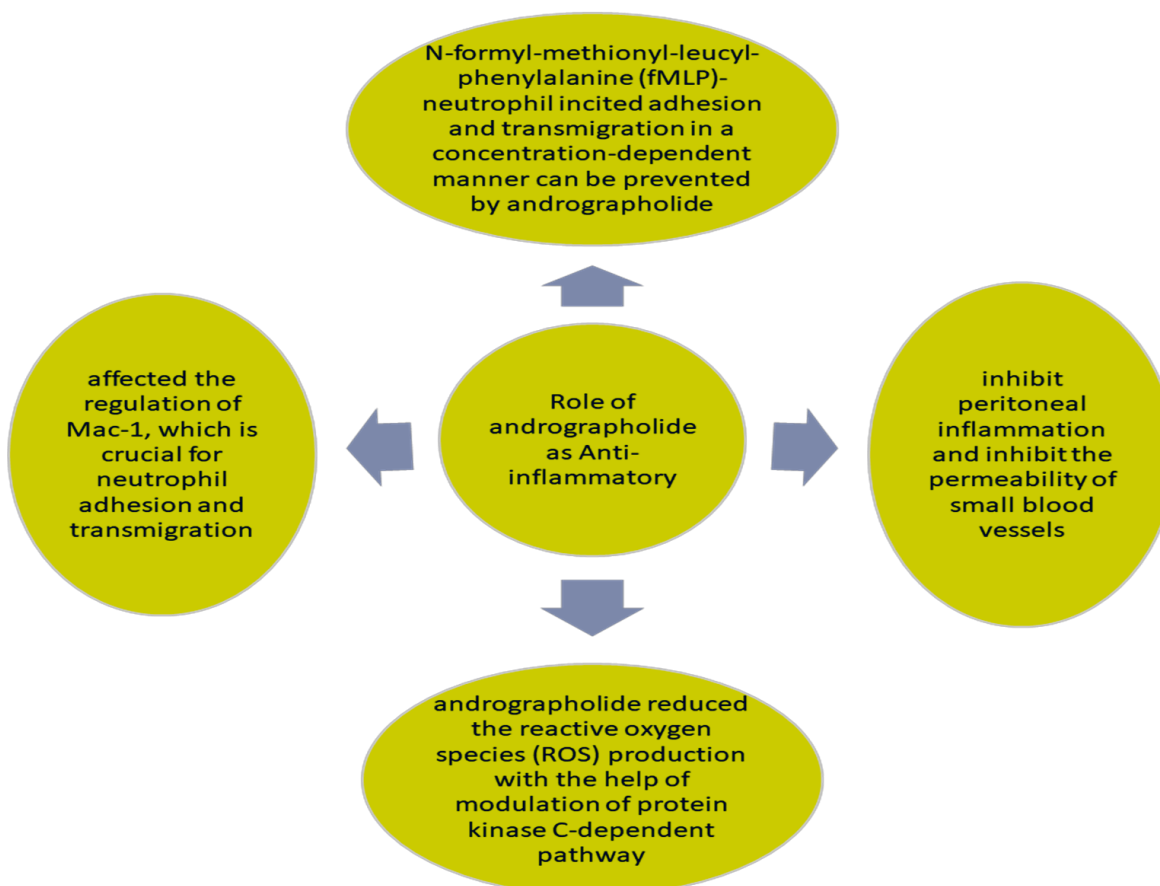 N-formyl-methionyl-leucyl-
phenylalanine (fMLP)-
neutrophil incited adhesion
and transmigration in a
concentration-dependent
manner can be prevented
by andrographolide
affected the
regulation of
Mac-1, which is
crucial for
neutrophil
adhesion and
transmigration
Role of
andrographolide
as Anti-
inflammatory
inhibit
peritoneal
inflammation
and inhibit the
permeability of
small blood
vessels
andrographolide reduced
the reactive oxygen
species (ROS) production
with the help of
modulation of protein
kinase C-dependent
pathway